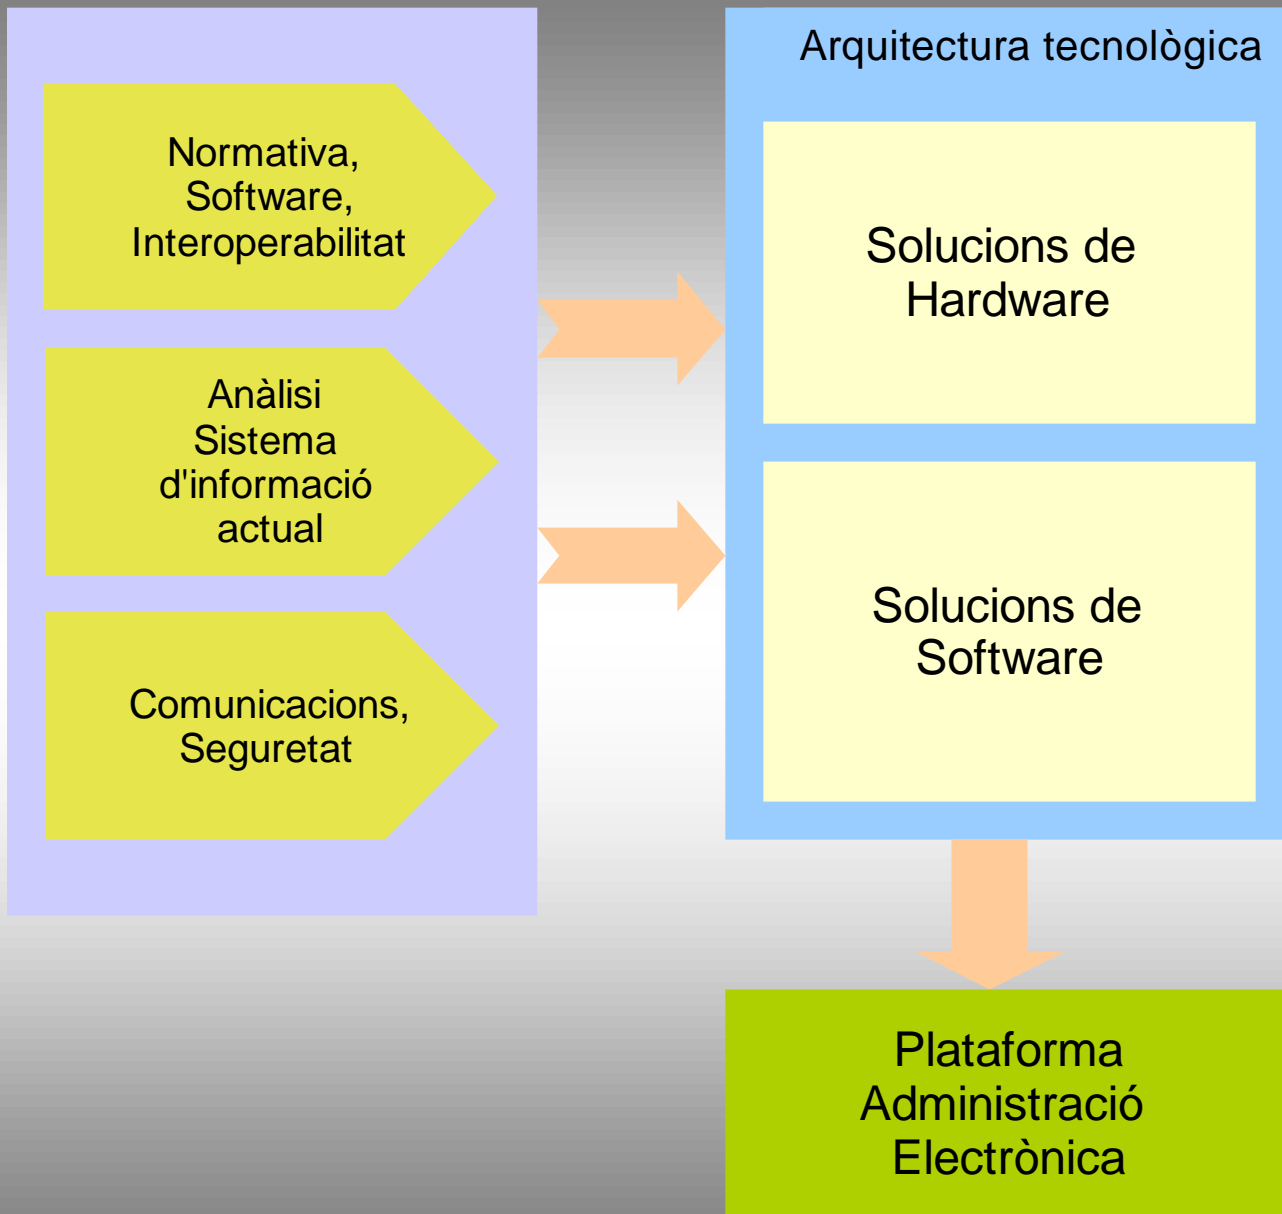 Normativa,
Software,
Interoperabilitat
Anàlisi
Sistema
d'informació
actual
Comunicacions,
Seguretat
Arquitectura tecnològica
Solucions de
Hardware
Solucions de
Software
Plataforma
Administració
Electrònica